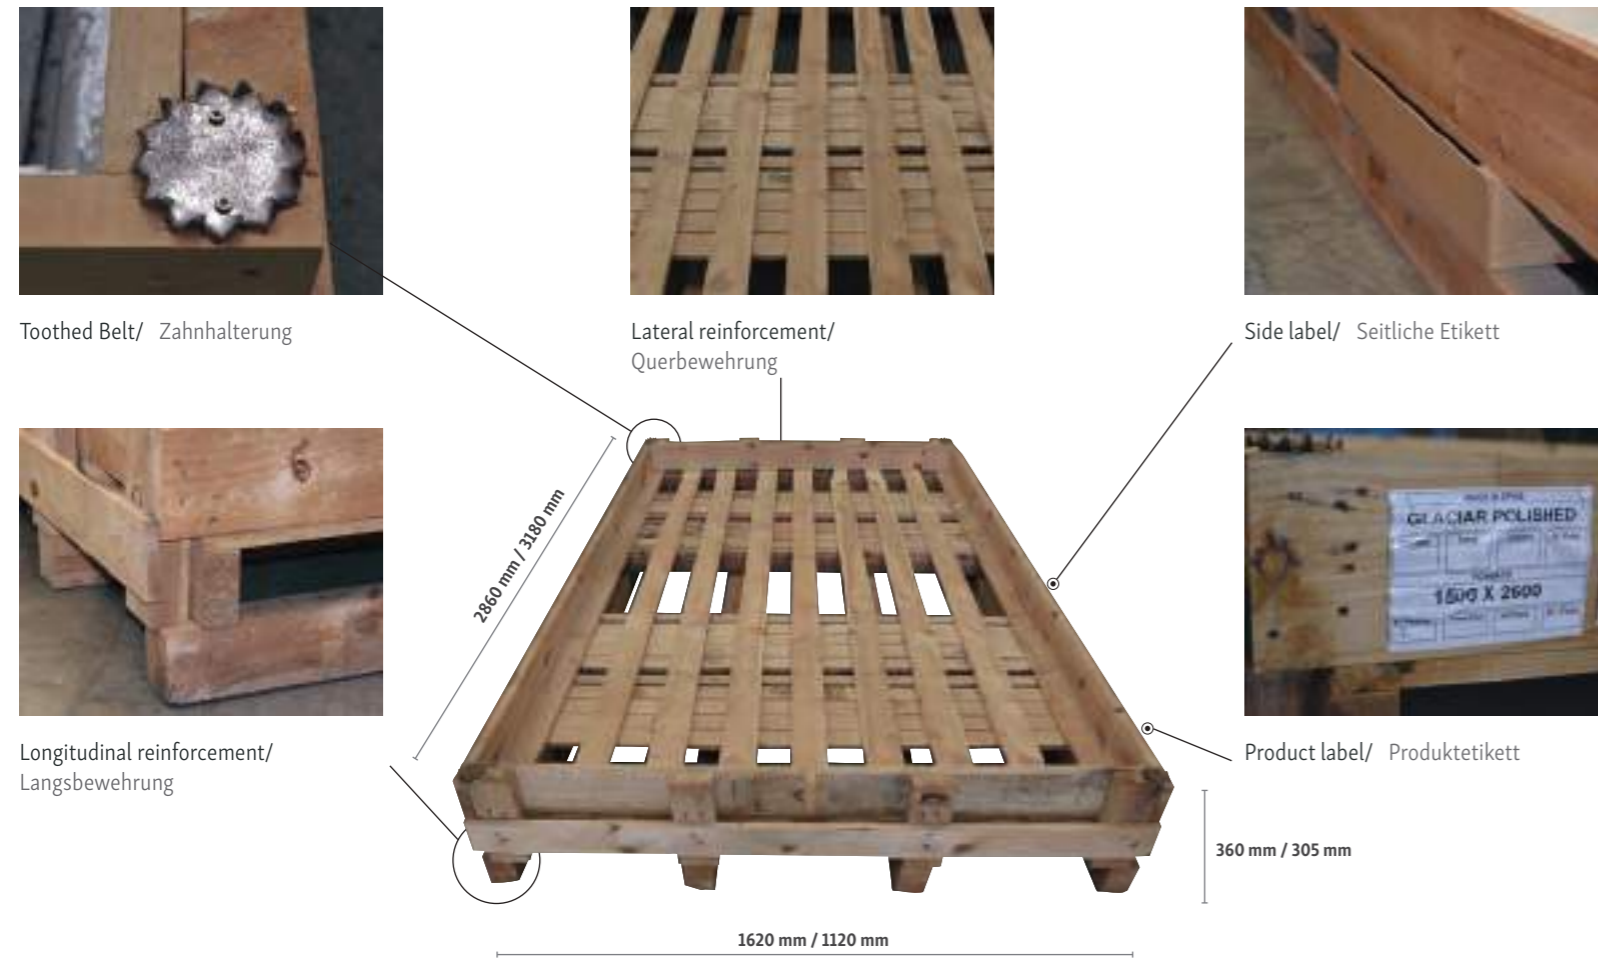 Toothed Belt/ Zahnhalterung
Lateral reinforcement/
Querbewehrung
Side label/ Seitliche Etikett
2860 mm / 3180 mm
GLACIAR POLISHED
1500 X 2600
Longitudinal reinforcement/
Langsbewehrung
Product label/ Produktetikett
360 mm / 305 mm
1620 mm / 1120 mm